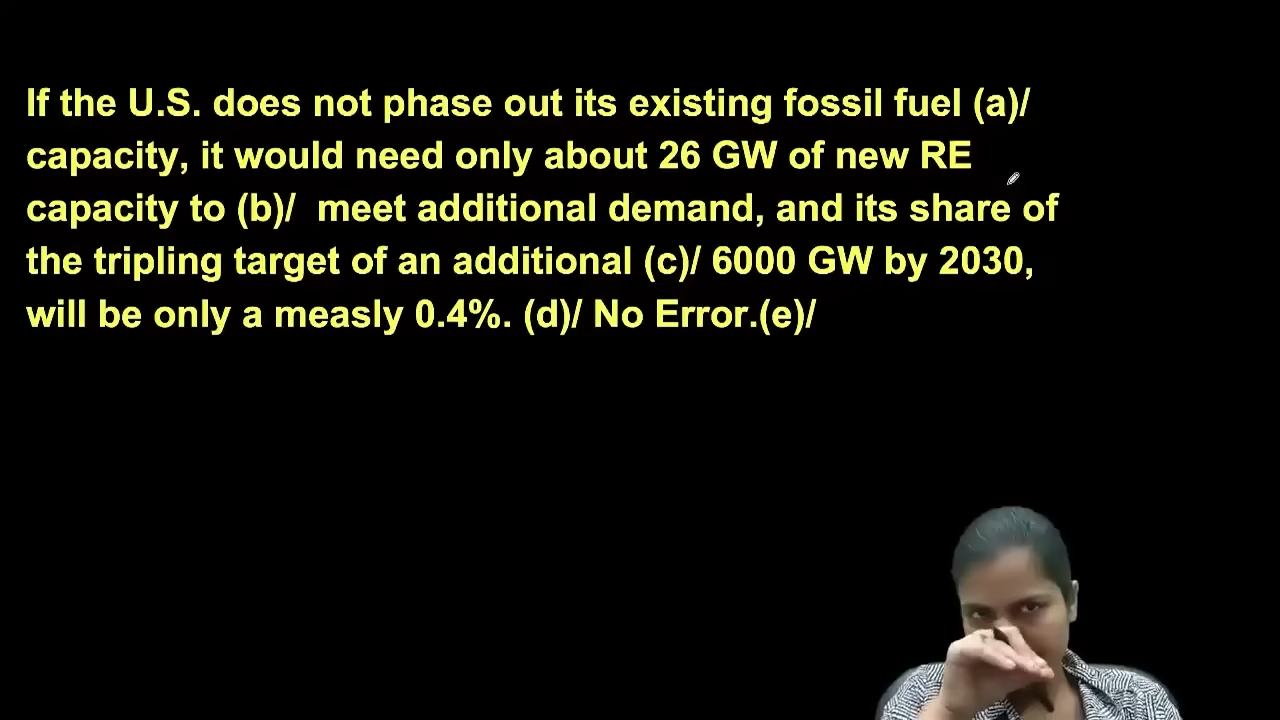 If the U.S. does not phase out its existing fossil fuel (a)/
capacity, it would need only about 26 GW of new RE
capacity to (b)/  meet additional demand, and its share of
the tripling target of an additional (c)/ 6000 GW by 2030,
will be only a measly 0.4%. (d)/ No Error.(e)/